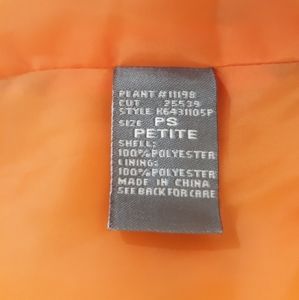 PLANT #11198
CUT 25539
STYLE H6431105P
SIZE PS
PETITE
SHELL:
100% POLYESTER
LINING:
100% POLYESTER
MADE IN CHINA
SEE BACK FOR CARE